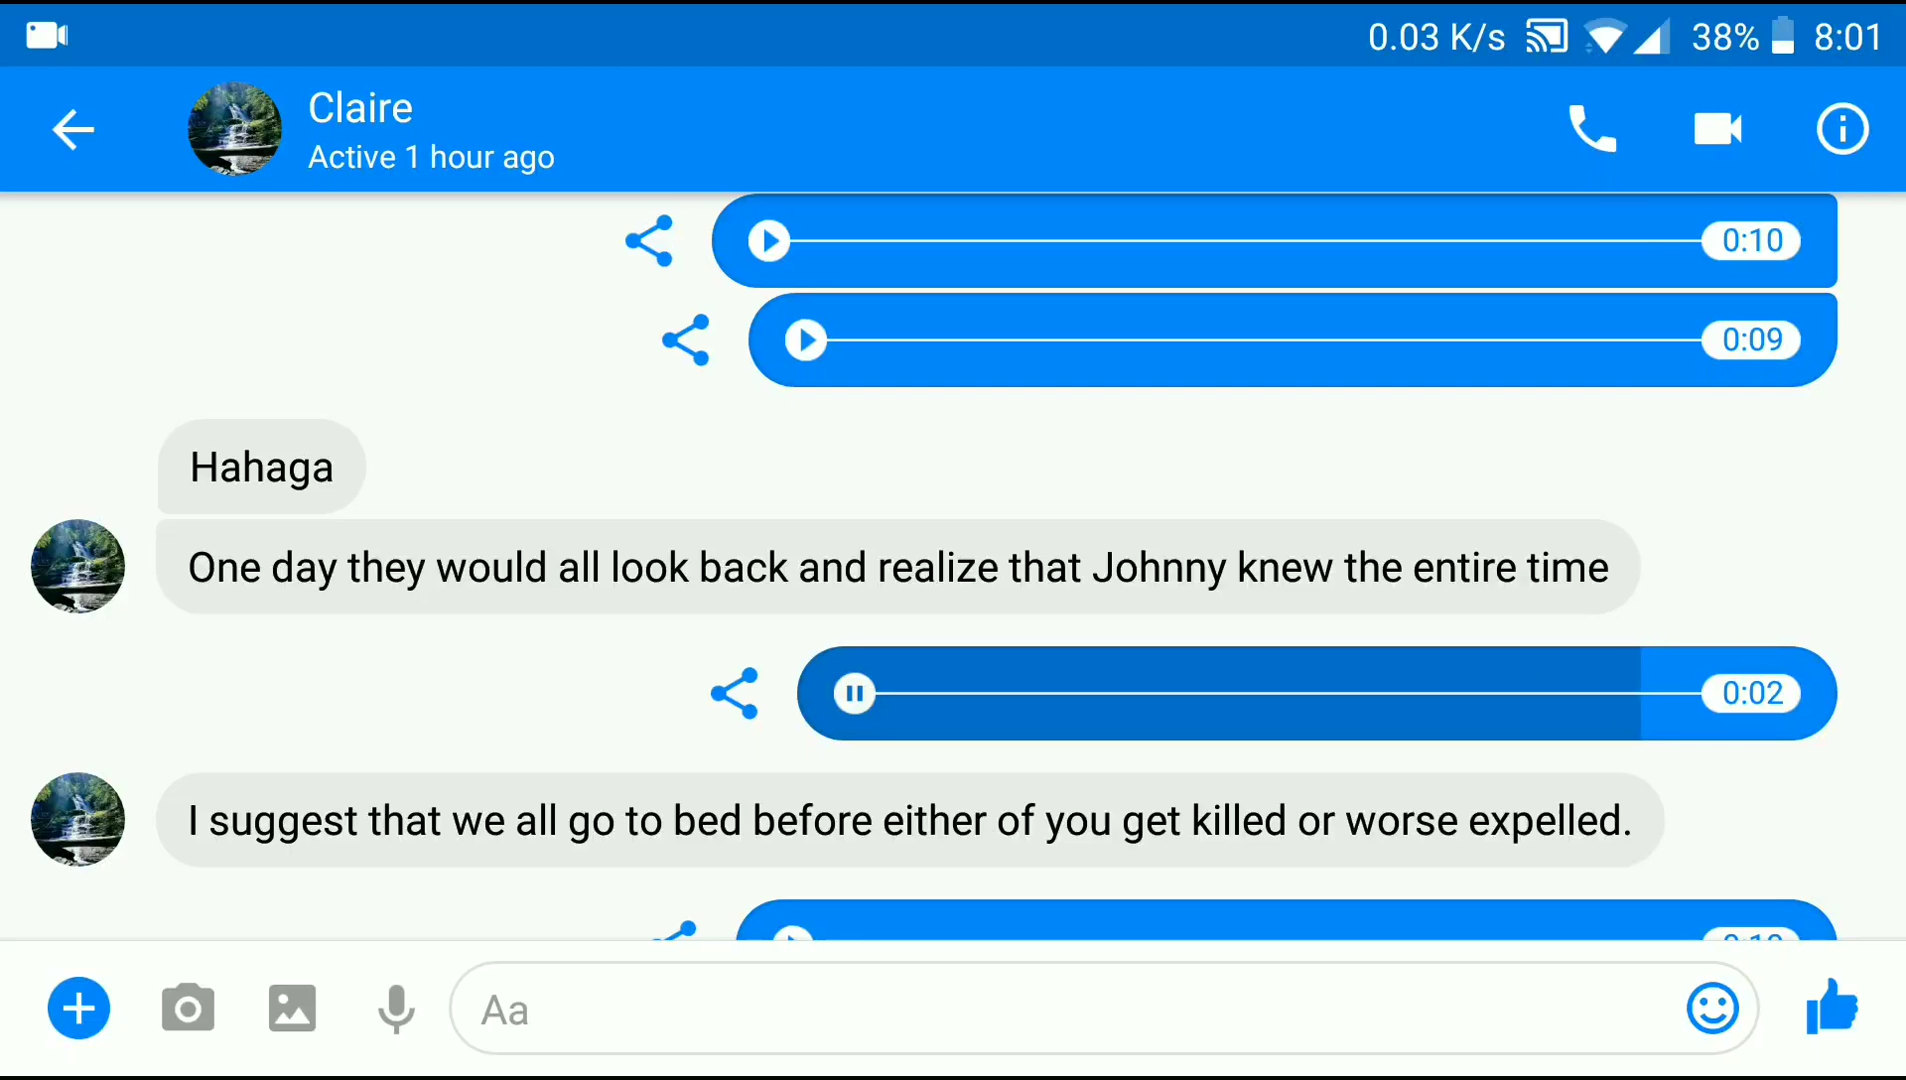 0.03 K/s 38% 8:01
Claire
Active 1 hour ago
0:10
0:09
Hahaga
One day they would all look back and realize that Johnny knew the entire time
0:02
I suggest that we all go to bed before either of you get killed or worse expelled.
Aa